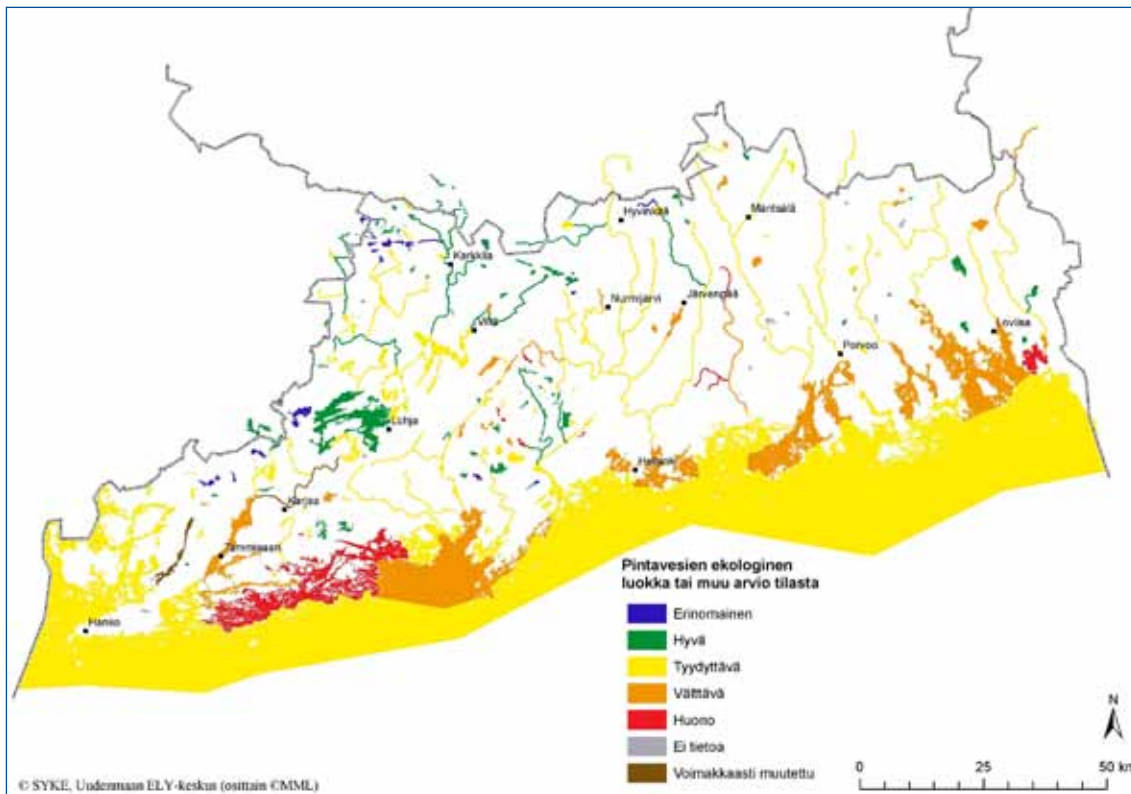 Hyvinkää
Mäntsälä
Karkkila
Nurmijärvi
Järvenpää
Vihti
Loviisa
Porvoo
Lohja
Helsinki
Karjaa
Tammisaari
Hanko
Pintavesien ekologinen
luokka tai muu arvio tilasta
Erinomainen
Hyvä
Tyydyttävä
Välttävä
Huono
Ei tietoa
Voimakkaasti muutettu
N
0 25 50 km
© SYKE, Uudenmaan ELY-keskus (osittain ©MML)